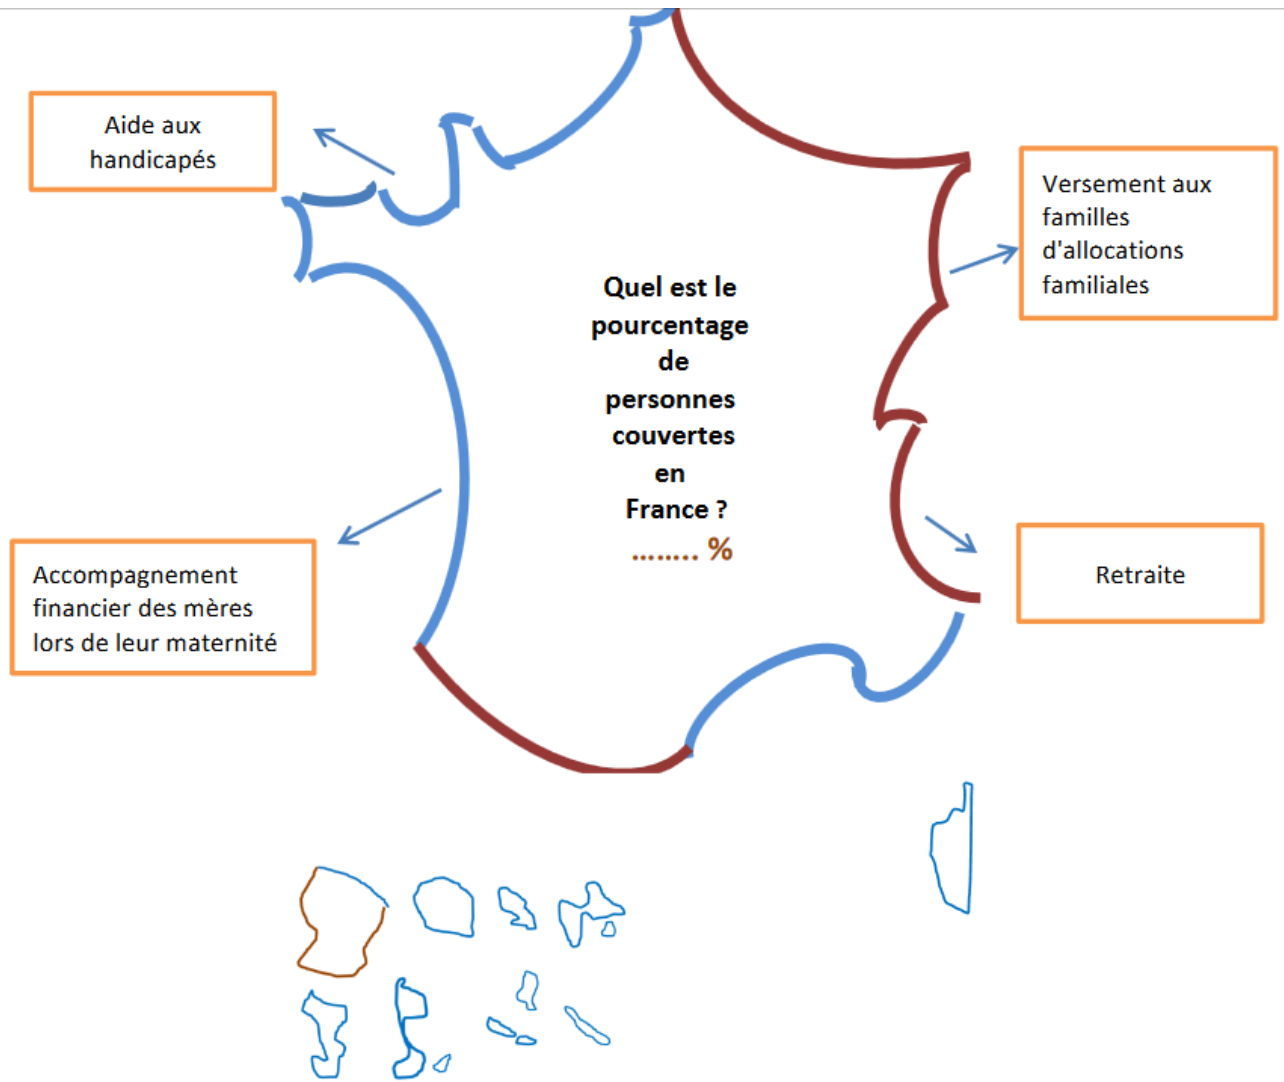 Aide aux
handicapés
Versement aux
familles
d'allocations
familiales
Quel est le
pourcentage
de
personnes
couvertes
en
France ?
........ %
Accompagnement
financier des mères
lors de leur maternité
Retraite